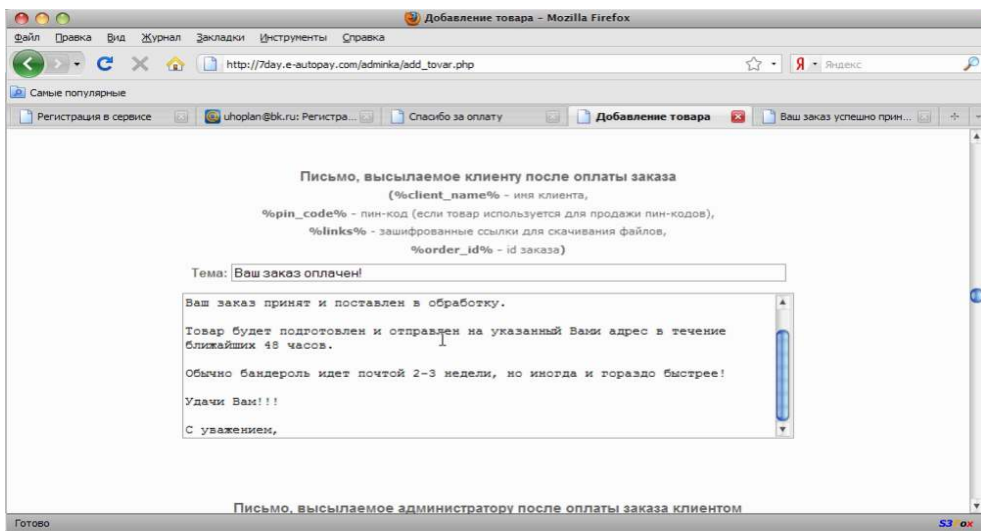 Добавление товара - Mozilla Firefox
Файл Правка Вид Журнал Закладки Инструменты Справка
http://7day.e-autopay.com/adminka/add_tovar.php Я Яндекс
Самые популярные
Регистрация в сервисе uhoplan@bk.ru: Регистра... Спасибо за оплату Добавление товара Ваш заказ успешно прин...
Письмо, высылаемое клиенту после оплаты заказа
(%client_name% - имя клиента,
%pin_code% - пин-код (если товар используется для продажи пин-кодов),
%links% - зашифрованные ссылки для скачивания файлов,
%order_id% - id заказа)
Тема: Ваш заказ оплачен!
Ваш заказ принят и поставлен в обработку.
Товар будет подготовлен и отправлен на указанный Вами адрес в течение
ближайших 48 часов.
Обычно бандероль идет почтой 2-3 недели, но иногда и гораздо быстрее!
Удачи Вам!!!
С уважением,
Письмо, высылаемое администратору после оплаты заказа клиентом
Готово S3Fox